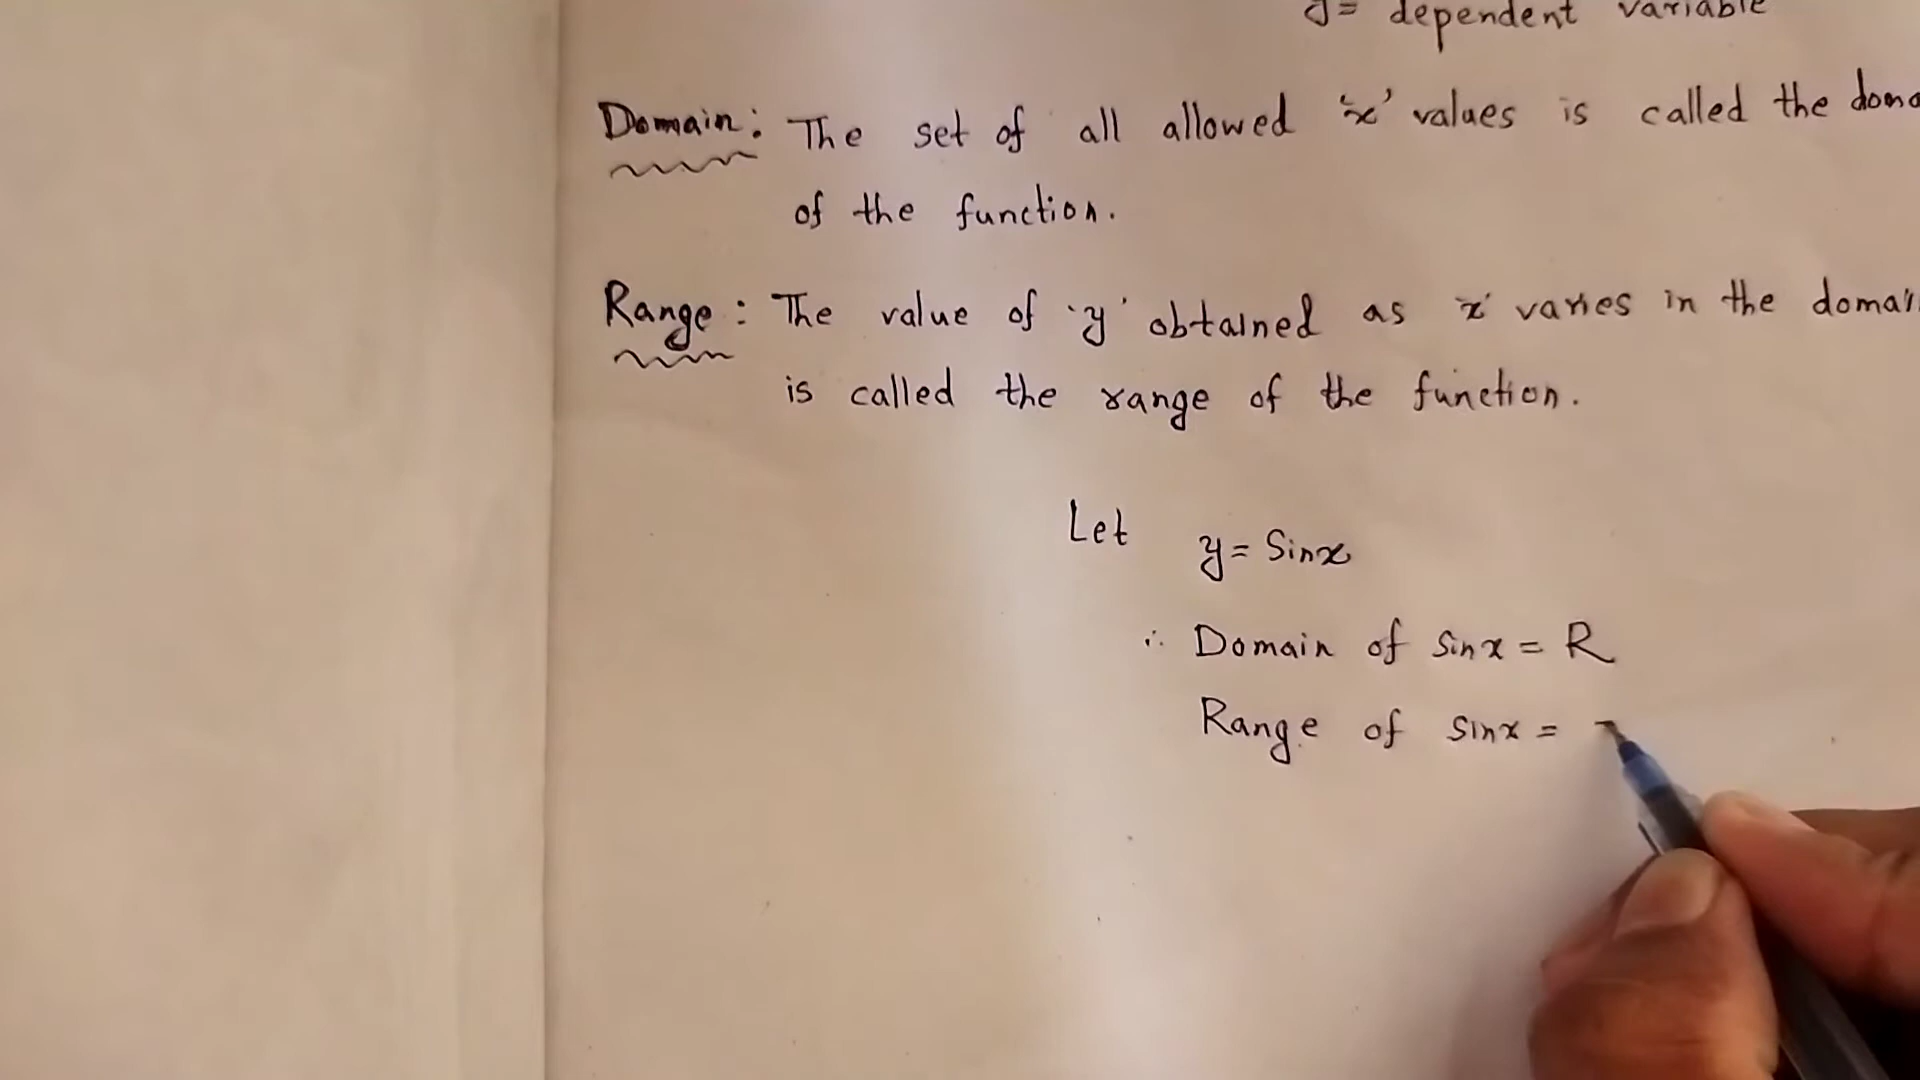 y= dependent variable
Domain: The set of all allowed 'x' values is called the
of the function.
Range: The value of 'y' obtained as 'x' varies in the
is called the range of the function.
Let y= Sinx
∴ Domain of sinx = R
Range of sinx =